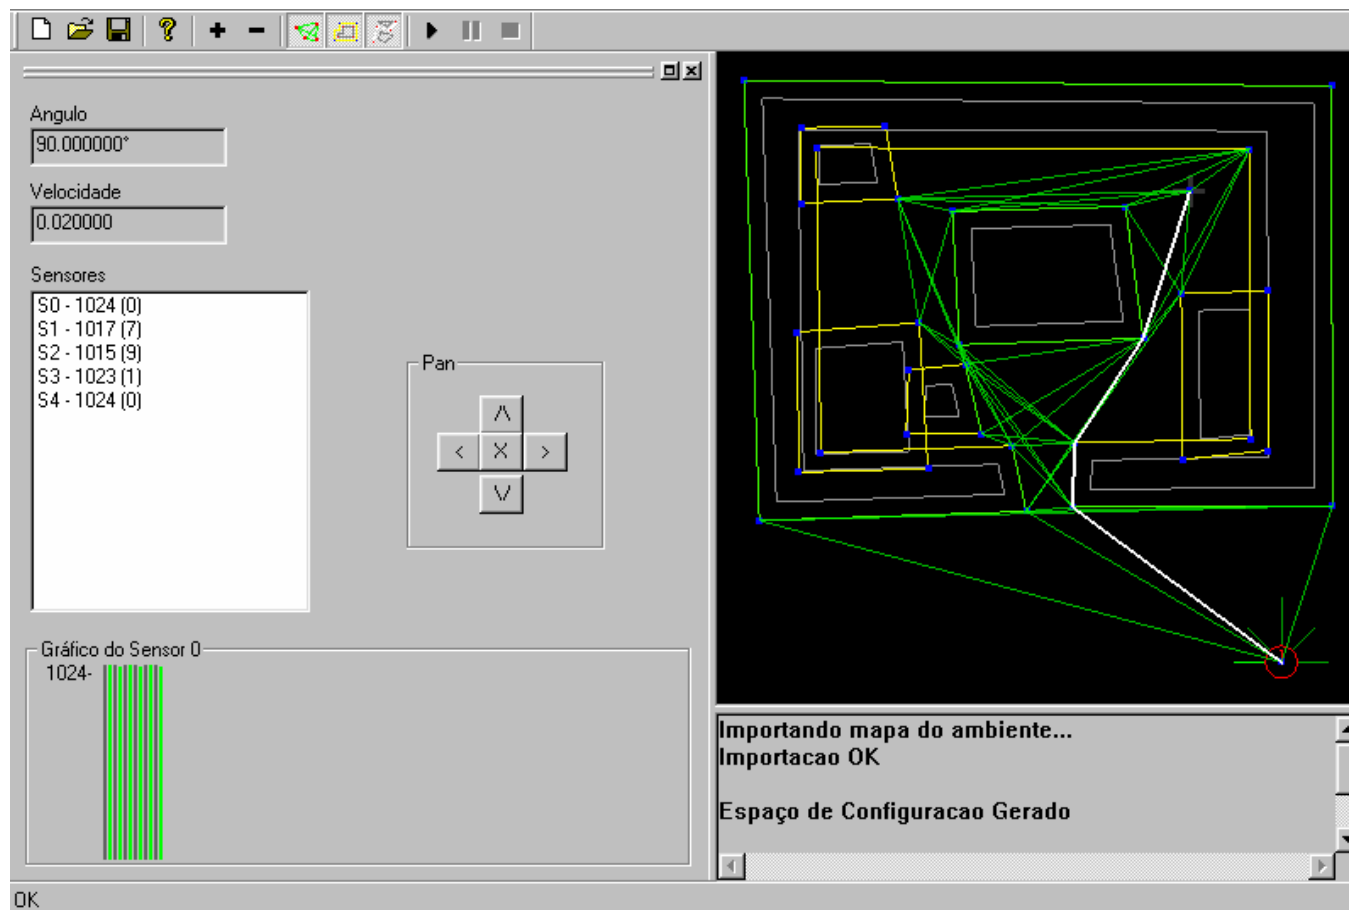 Angulo
90.000000°
Velocidade
0.020000
Sensores
S0 - 1024 (0)
S1 - 1017 (7)
S2 - 1015 (9)
S3 - 1023 (1)
S4 - 1024 (0)
Pan
/\
< X >
\/
Gráfico do Sensor 0
1024-
Importando mapa do ambiente...
Importacao OK
Espaço de Configuracao Gerado
OK